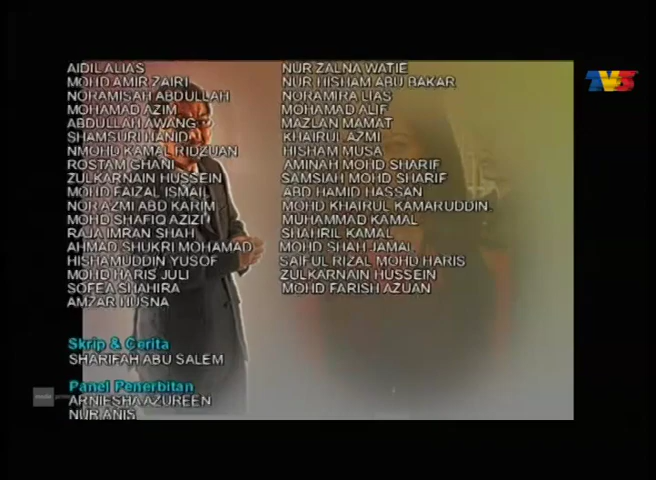 TV3
AIDIL ALIAS
MOHD AMIR ZAIRI
NORAMISAH ABDULLAH
MOHAMAD AZIM
ABDULLAH AWANG
SHAMSURI HANID
NMOHD KAMAL RIDZUAN
ROSTAM GHANI
ZULKARNAIN HUSSEIN
MOHD FAIZAL ISMAIL
NOR AZMI ABD KARIM
MOHD SHAFIQ AZIZI
RAJA IMRAN SHAH
AHMAD SHUKRI MOHAMAD
HISHAMUDDIN YUSOF
MOHD HARIS JULI
SOFEA SHAHIRA
AMZAR HUSNA
NUR ZALNA WATIE
NUR HISHAM ABU BAKAR
NORAMIRA LIAS
MOHAMAD ALIF
MAZLAN MAMAT
KHAIRUL AZMI
HISHAM MUSA
AMINAH MOHD SHARIF
SAMSIAH MOHD SHARIF
ABD HAMID HASSAN
MOHD KHAIRUL KAMARUDDIN.
MUHAMMAD KAMAL
SHAHRIL KAMAL
MOHD SHAH JAMAL
SAIFUL RIZAL MOHD HARIS
ZULKARNAIN HUSSEIN
MOHD FARISH AZUAN
Skrip & Cerita
SHARIFAH ABU SALEM
Panel Penerbitan
ARNIESHA AZUREEN
NUR ANIS
media